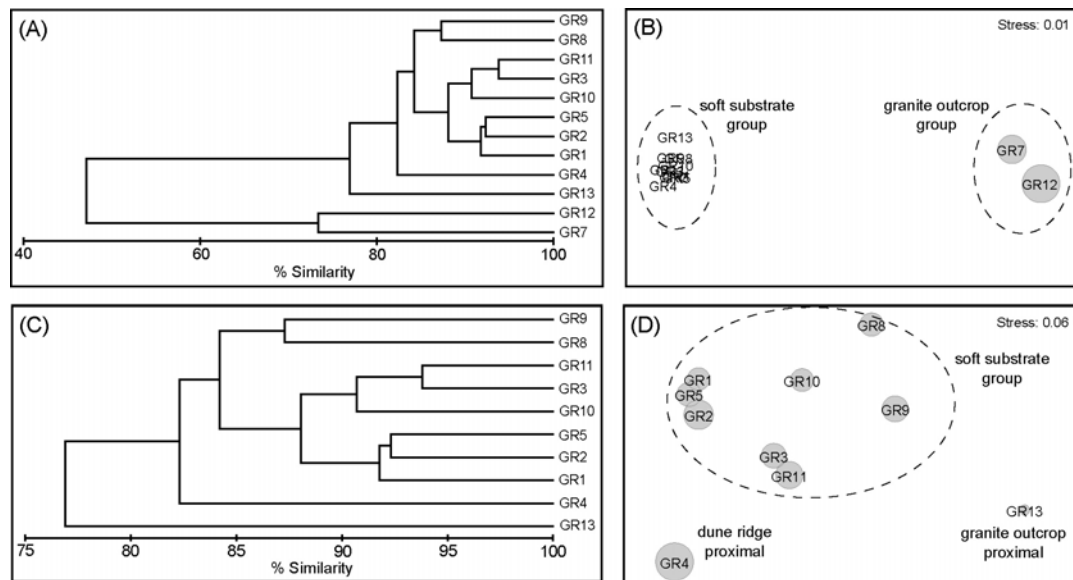 (A)
GR9
GR8
GR11
GR3
GR10
GR5
GR2
GR1
GR4
GR13
GR12
GR7
40 60 80 100
% Similarity
(B)
Stress: 0.01
soft substrate
group
granite outcrop
group
GR13
GR4
GR7
GR12
(C)
GR9
GR8
GR11
GR3
GR10
GR5
GR2
GR1
GR4
GR13
75 80 85 90 95 100
% Similarity
(D)
Stress: 0.06
GR8
soft substrate
group
GR1
GR10
GR5
GR2
GR9
GR3
GR11
GR13
dune ridge
proximal
granite outcrop
proximal
GR4